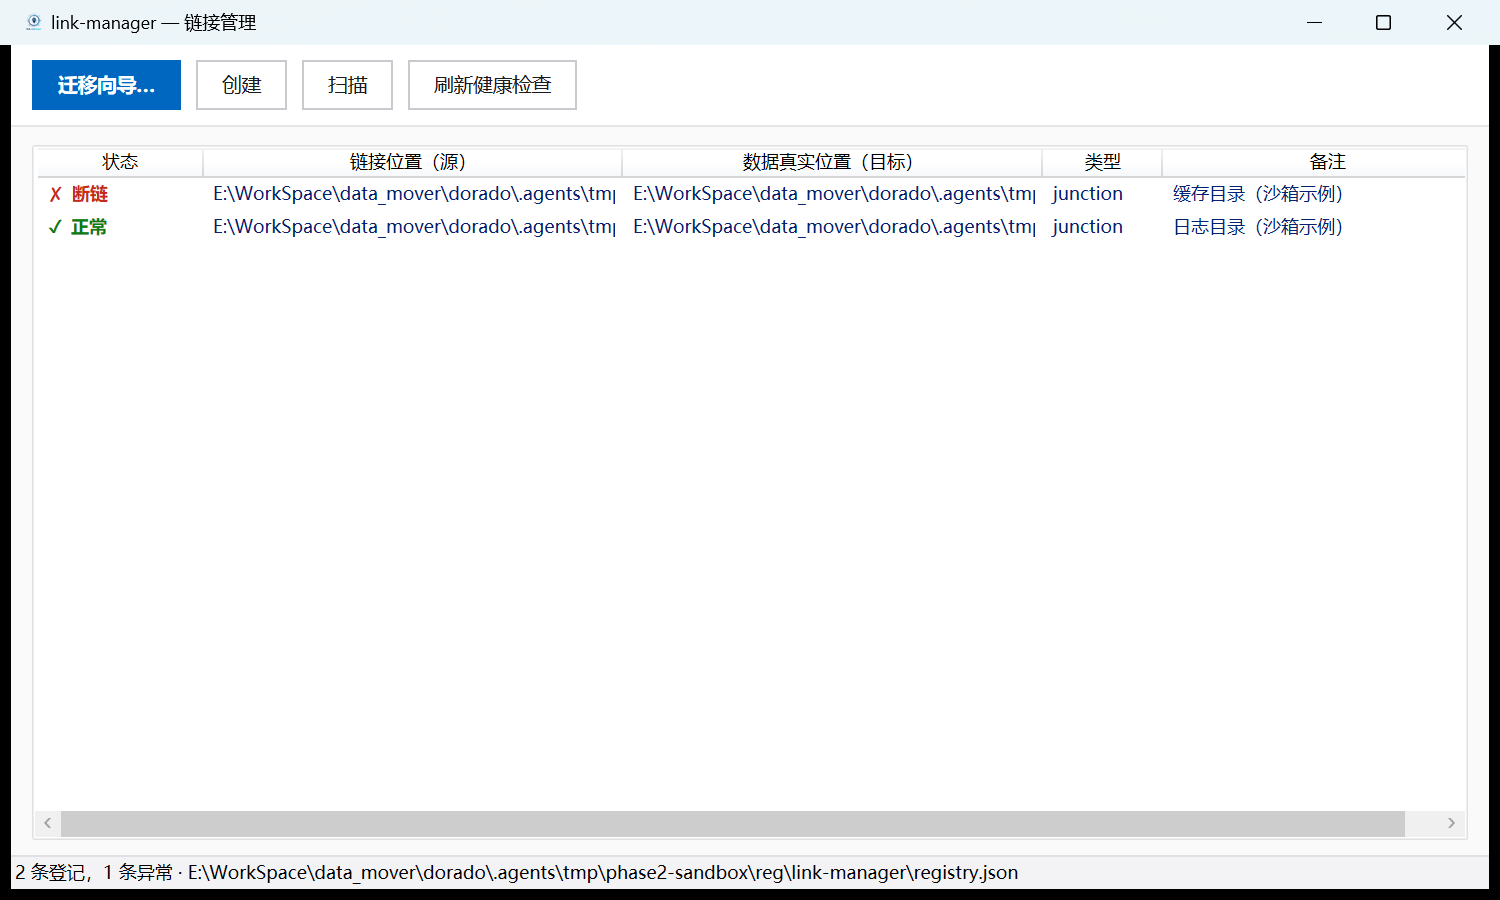 link-manager — 链接管理
迁移向导... 创建 扫描 刷新健康检查
状态 链接位置（源） 数据真实位置（目标） 类型 备注
✗ 断链 E:\WorkSpace\data_mover\dorado\.agents\tmp E:\WorkSpace\data_mover\dorado\.agents\tmp junction 缓存目录（沙箱示例）
✓ 正常 E:\WorkSpace\data_mover\dorado\.agents\tmp E:\WorkSpace\data_mover\dorado\.agents\tmp junction 日志目录（沙箱示例）
2 条登记，1 条异常 · E:\WorkSpace\data_mover\dorado\.agents\tmp\phase2-sandbox\reg\link-manager\registry.json